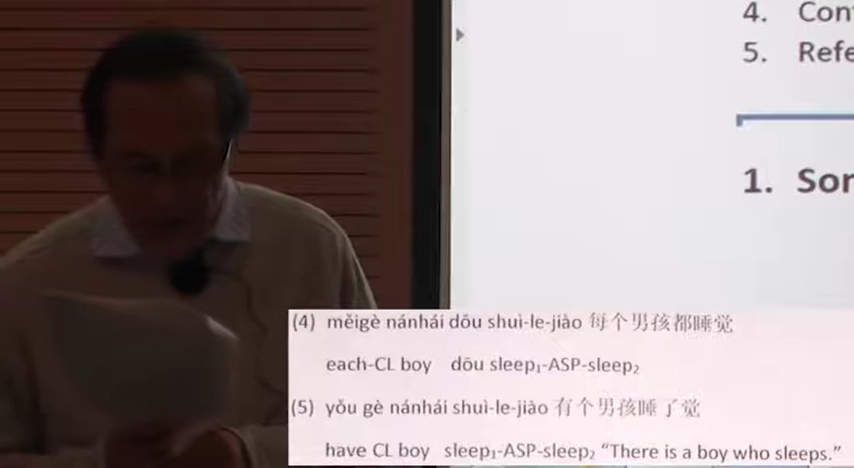 4. Con
5. Refe
1. Sor
(4) měigè nánhái dōu shuì-le-jiào 每个男孩都睡觉
each-CL boy dōu sleep₁-ASP-sleep₂
(5) yǒu gè nánhái shuì-le-jiào 有个男孩睡了觉
have CL boy sleep₁-ASP-sleep₂ “There is a boy who sleeps.”